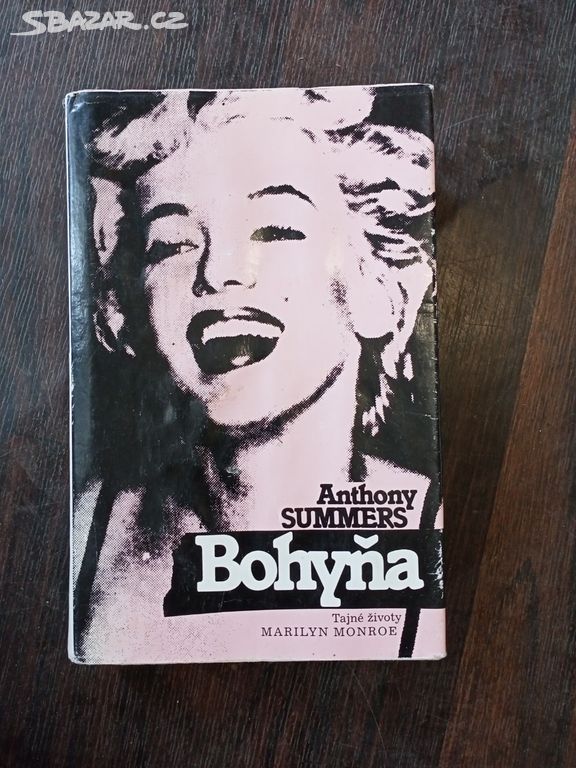 SBAZAR.CZ
Anthony
SUMMERS
Bohyňa
Tajné životy
MARILYN MONROE